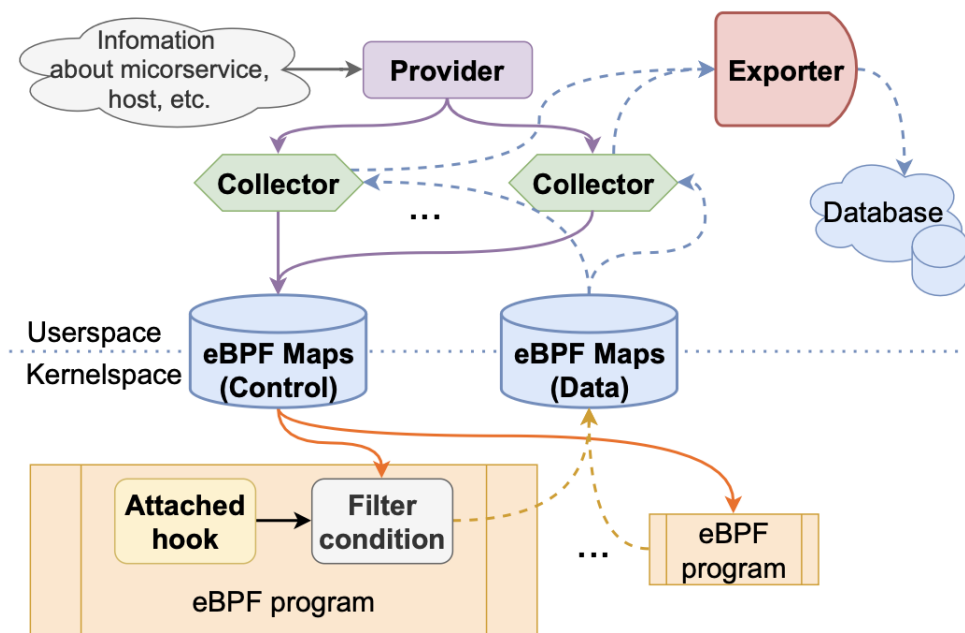 Infomation
about micorservice,
host, etc.
Provider
Exporter
Collector
Collector
...
Database
Userspace
Kernelspace
eBPF Maps
(Control)
eBPF Maps
(Data)
Attached
hook
Filter
condition
eBPF program
...
eBPF
program